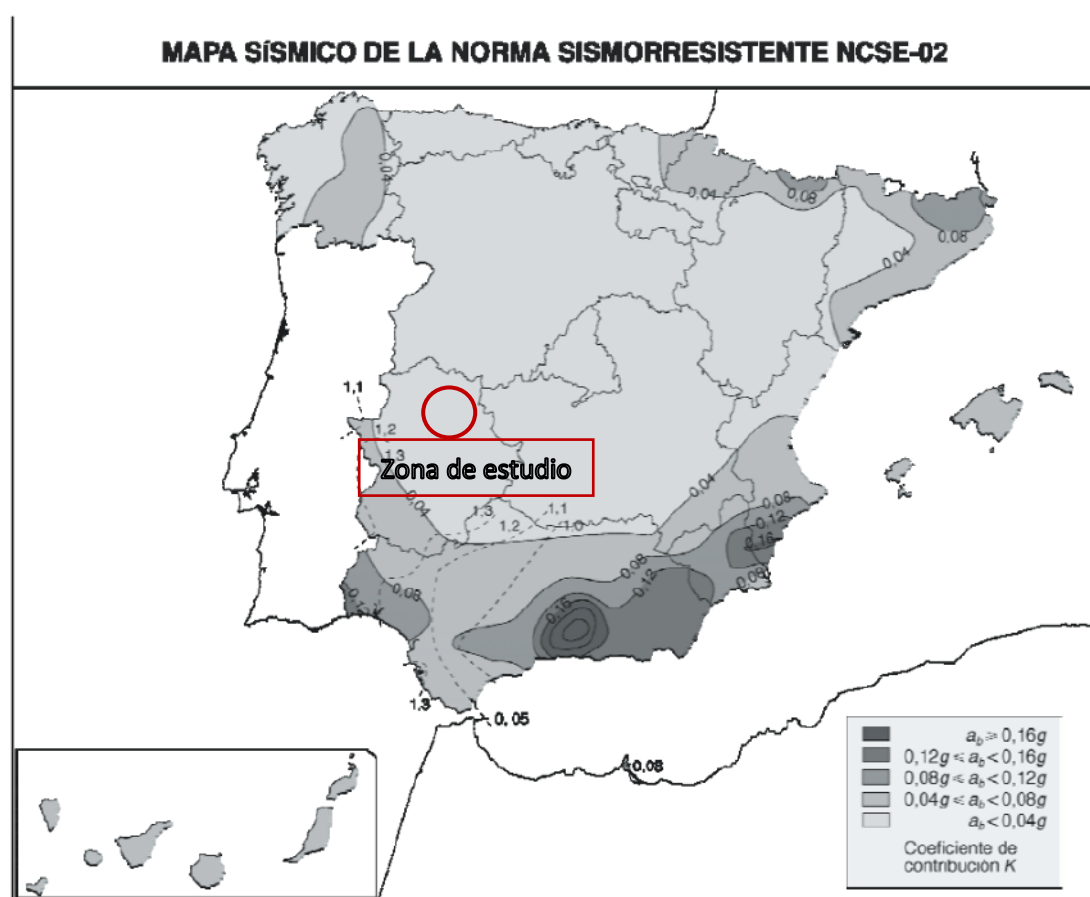 MAPA SÍSMICO DE LA NORMA SISMORRESISTENTE NCSE-02
0,04
0,04
0,08
0,08
0,04
1,1
1,2
1,3
Zona de estudio
0,04
0,04
1,3
1,2
1,1
1,0
0,08
0,12
0,16
0,08
0,08
0,12
0,08
0,16
1,3
0,05
0,08
a_b ≥ 0,16g
0,12g ≤ a_b < 0,16g
0,08g ≤ a_b < 0,12g
0,04g ≤ a_b < 0,08g
a_b < 0,04g
Coeficiente de
contribución K